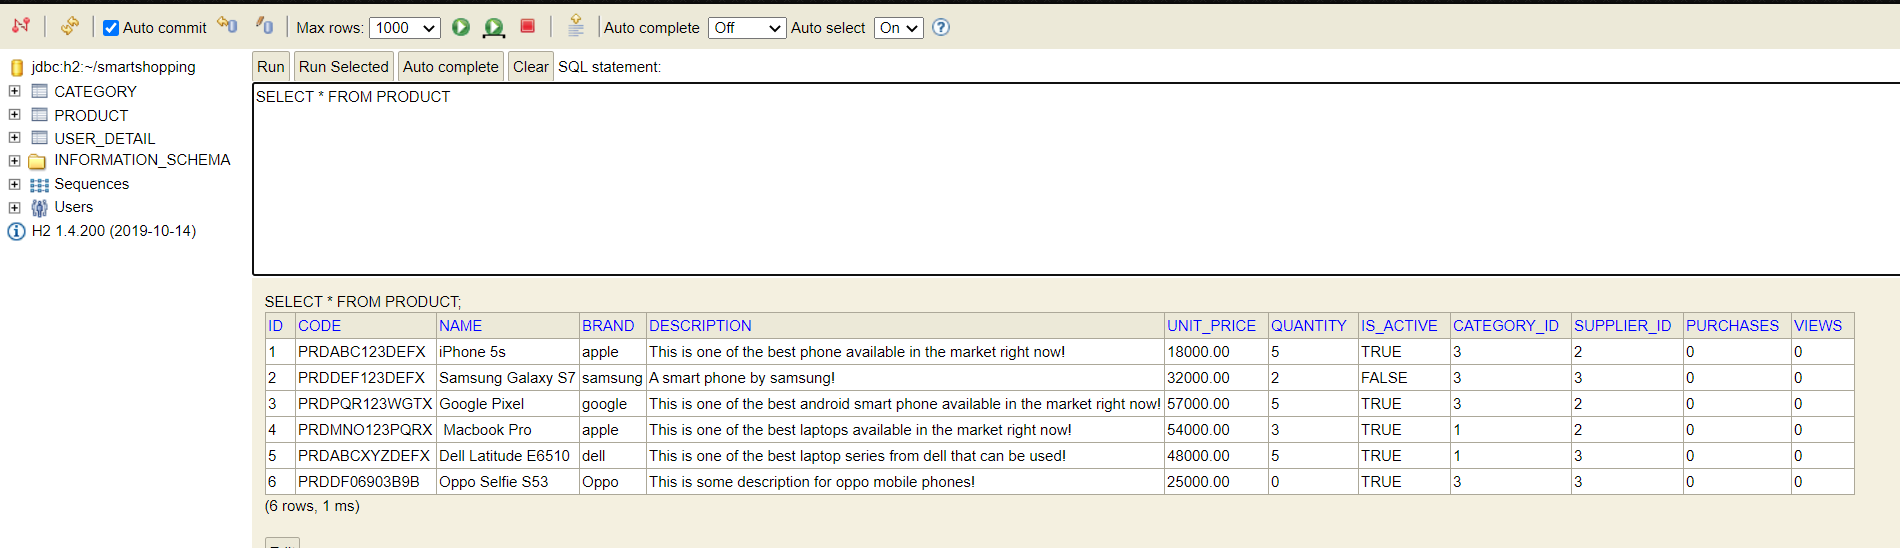 Auto commit Max rows: 1000 Auto complete Off Auto select On ?
jdbc:h2:~/smartshopping
CATEGORY
PRODUCT
USER_DETAIL
INFORMATION_SCHEMA
Sequences
Users
H2 1.4.200 (2019-10-14)
Run Run Selected Auto complete Clear SQL statement:
SELECT * FROM PRODUCT
SELECT * FROM PRODUCT;
ID CODE NAME BRAND DESCRIPTION UNIT_PRICE QUANTITY IS_ACTIVE CATEGORY_ID SUPPLIER_ID PURCHASES VIEWS
1 PRDABC123DEFX iPhone 5s apple This is one of the best phone available in the market right now! 18000.00 5 TRUE 3 2 0 0
2 PRDDEF123DEFX Samsung Galaxy S7 samsung A smart phone by samsung! 32000.00 2 FALSE 3 3 0 0
3 PRDPQR123WGTX Google Pixel google This is one of the best android smart phone available in the market right now! 57000.00 5 TRUE 3 2 0 0
4 PRDMNO123PQRX Macbook Pro apple This is one of the best laptops available in the market right now! 54000.00 3 TRUE 1 2 0 0
5 PRDABCXYZDEFX Dell Latitude E6510 dell This is one of the best laptop series from dell that can be used! 48000.00 5 TRUE 1 3 0 0
6 PRDDF06903B9B Oppo Selfie S53 Oppo This is some description for oppo mobile phones! 25000.00 0 TRUE 3 3 0 0
(6 rows, 1 ms)